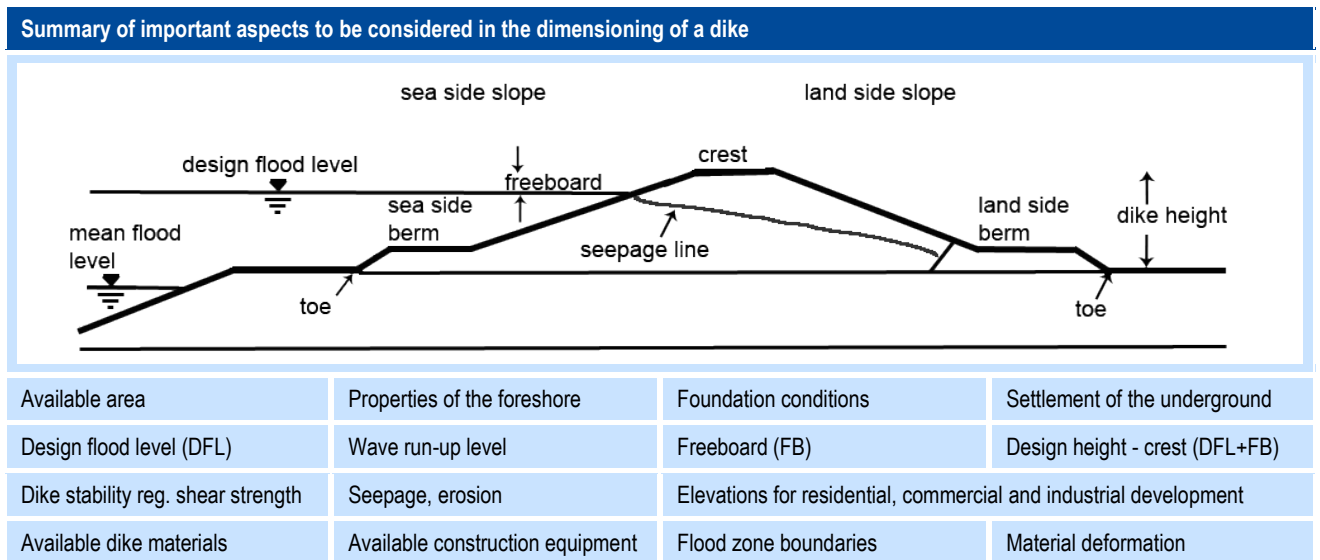 Summary of important aspects to be considered in the dimensioning of a dike
sea side slope
land side slope
crest
design flood level
freeboard
sea side
berm
land side
berm
dike height
mean flood
level
seepage line
toe
toe
Available area
Properties of the foreshore
Foundation conditions
Settlement of the underground
Design flood level (DFL)
Wave run-up level
Freeboard (FB)
Design height - crest (DFL+FB)
Dike stability reg. shear strength
Seepage, erosion
Elevations for residential, commercial and industrial development
Available dike materials
Available construction equipment
Flood zone boundaries
Material deformation